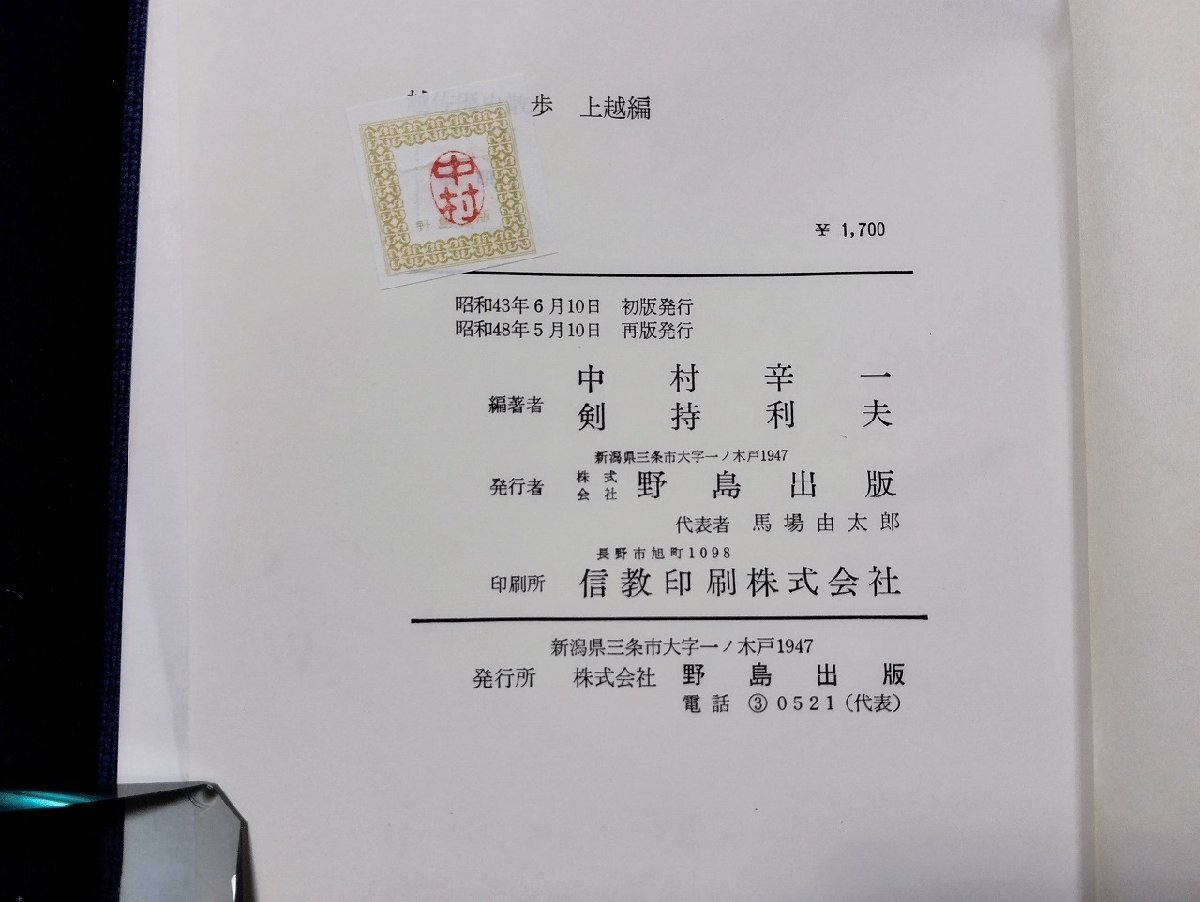 歩 上越編
中村
¥ 1,700
昭和43年6月10日 初版発行
昭和48年5月10日 再版発行
編著者 中村辛一
剣持利夫
新潟県三条市大字一ノ木戸1947
発行者 株式会社 野島出版
代表者 馬場由太郎
長野市旭町1098
印刷所 信教印刷株式会社
新潟県三条市大字一ノ木戸1947
発行所 株式会社 野島出版
電話 ③0521(代表)